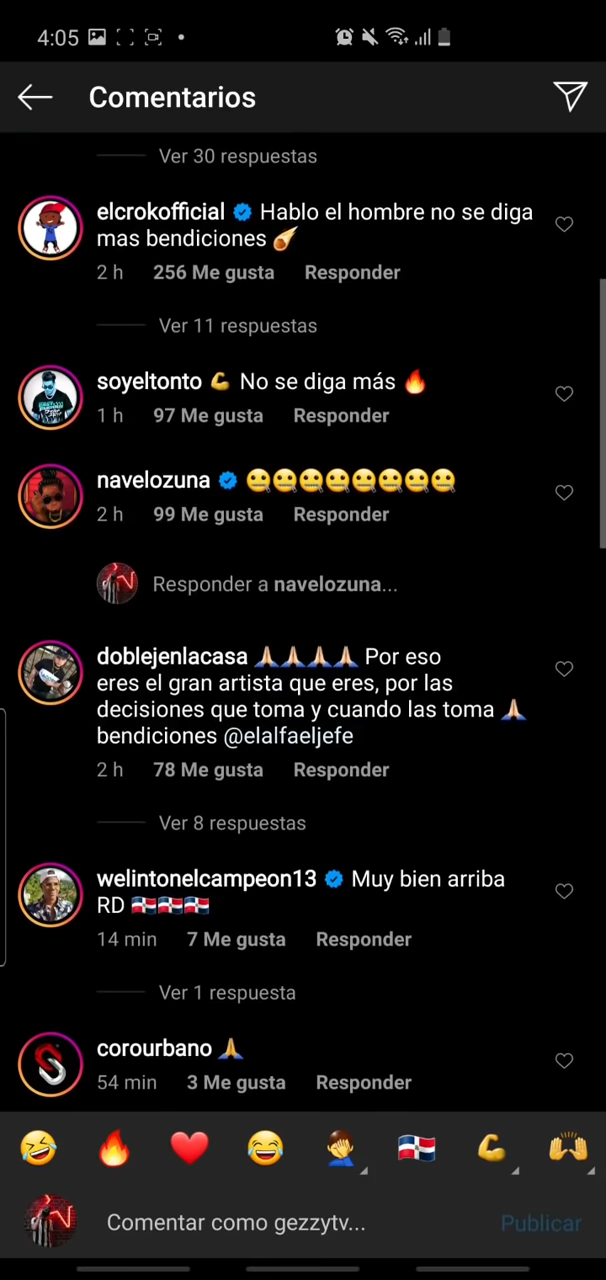 4:05
Comentarios
Ver 30 respuestas
elcrokofficial Hablo el hombre no se diga
mas bendiciones ☄️
2 h 256 Me gusta Responder
Ver 11 respuestas
soyeltonto 💪 No se diga más 🔥
1 h 97 Me gusta Responder
navelozuna 🤐🤐🤐🤐🤐🤐🤐🤐
2 h 99 Me gusta Responder
Responder a navelozuna...
doblejenlacasa 🙏🙏🙏🙏 Por eso
eres el gran artista que eres, por las
decisiones que toma y cuando las toma 🙏
bendiciones @elalfaeljefe
2 h 78 Me gusta Responder
Ver 8 respuestas
welintonelcampeon13 Muy bien arriba
RD 🇩🇴🇩🇴🇩🇴
14 min 7 Me gusta Responder
Ver 1 respuesta
corourbano 🙏
54 min 3 Me gusta Responder
Comentar como gezzytv... Publicar